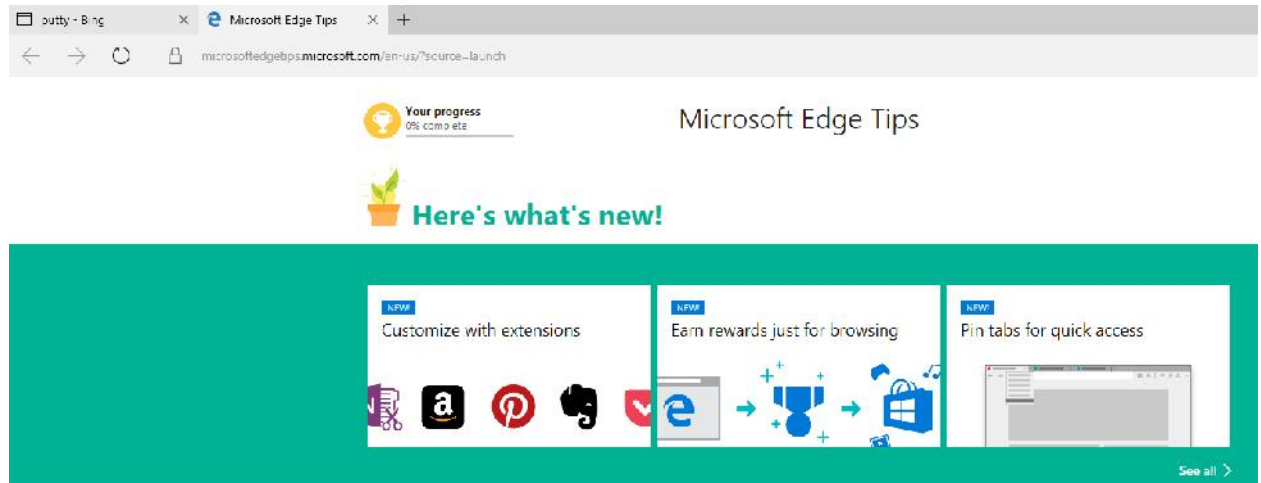 putty - Bing
Microsoft Edge Tips
microsoftedgetips.microsoft.com/en-us/?source=launch
Your progress
0% complete
Microsoft Edge Tips
Here's what's new!
NEW!
Customize with extensions
NEW!
Earn rewards just for browsing
NEW!
Pin tabs for quick access
N
a
e
See all